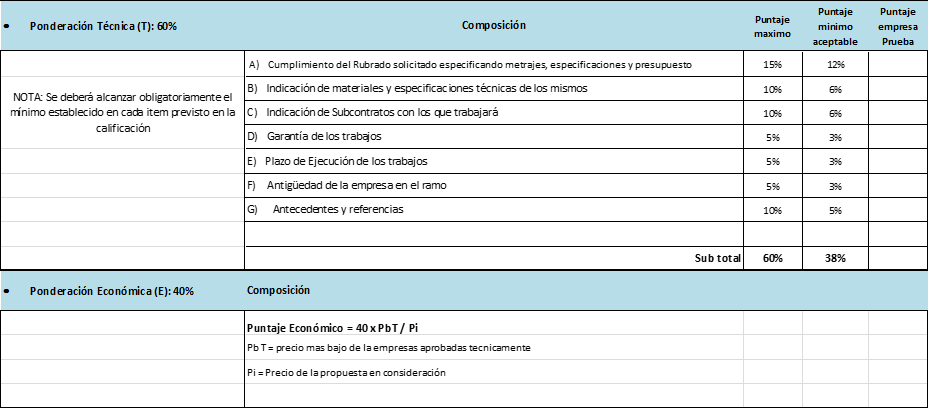 • Ponderación Técnica (T): 60% Composición Puntaje maximo Puntaje minimo aceptable Puntaje empresa Prueba
NOTA: Se deberá alcanzar obligatoriamente el mínimo establecido en cada item previsto en la calificación
A) Cumplimiento del Rubrado solicitado especificando metrajes, especificaciones y presupuesto 15% 12%
B) Indicación de materiales y especificaciones técnicas de los mismos 10% 6%
C) Indicación de Subcontratos con los que trabajará 10% 6%
D) Garantía de los trabajos 5% 3%
E) Plazo de Ejecución de los trabajos 5% 3%
F) Antigüedad de la empresa en el ramo 5% 3%
G) Antecedentes y referencias 10% 5%
Sub total 60% 38%
• Ponderación Económica (E): 40% Composición
Puntaje Económico = 40 x PbT / Pi
Pb T = precio mas bajo de la empresas aprobadas tecnicamente
Pi = Precio de la propuesta en consideración